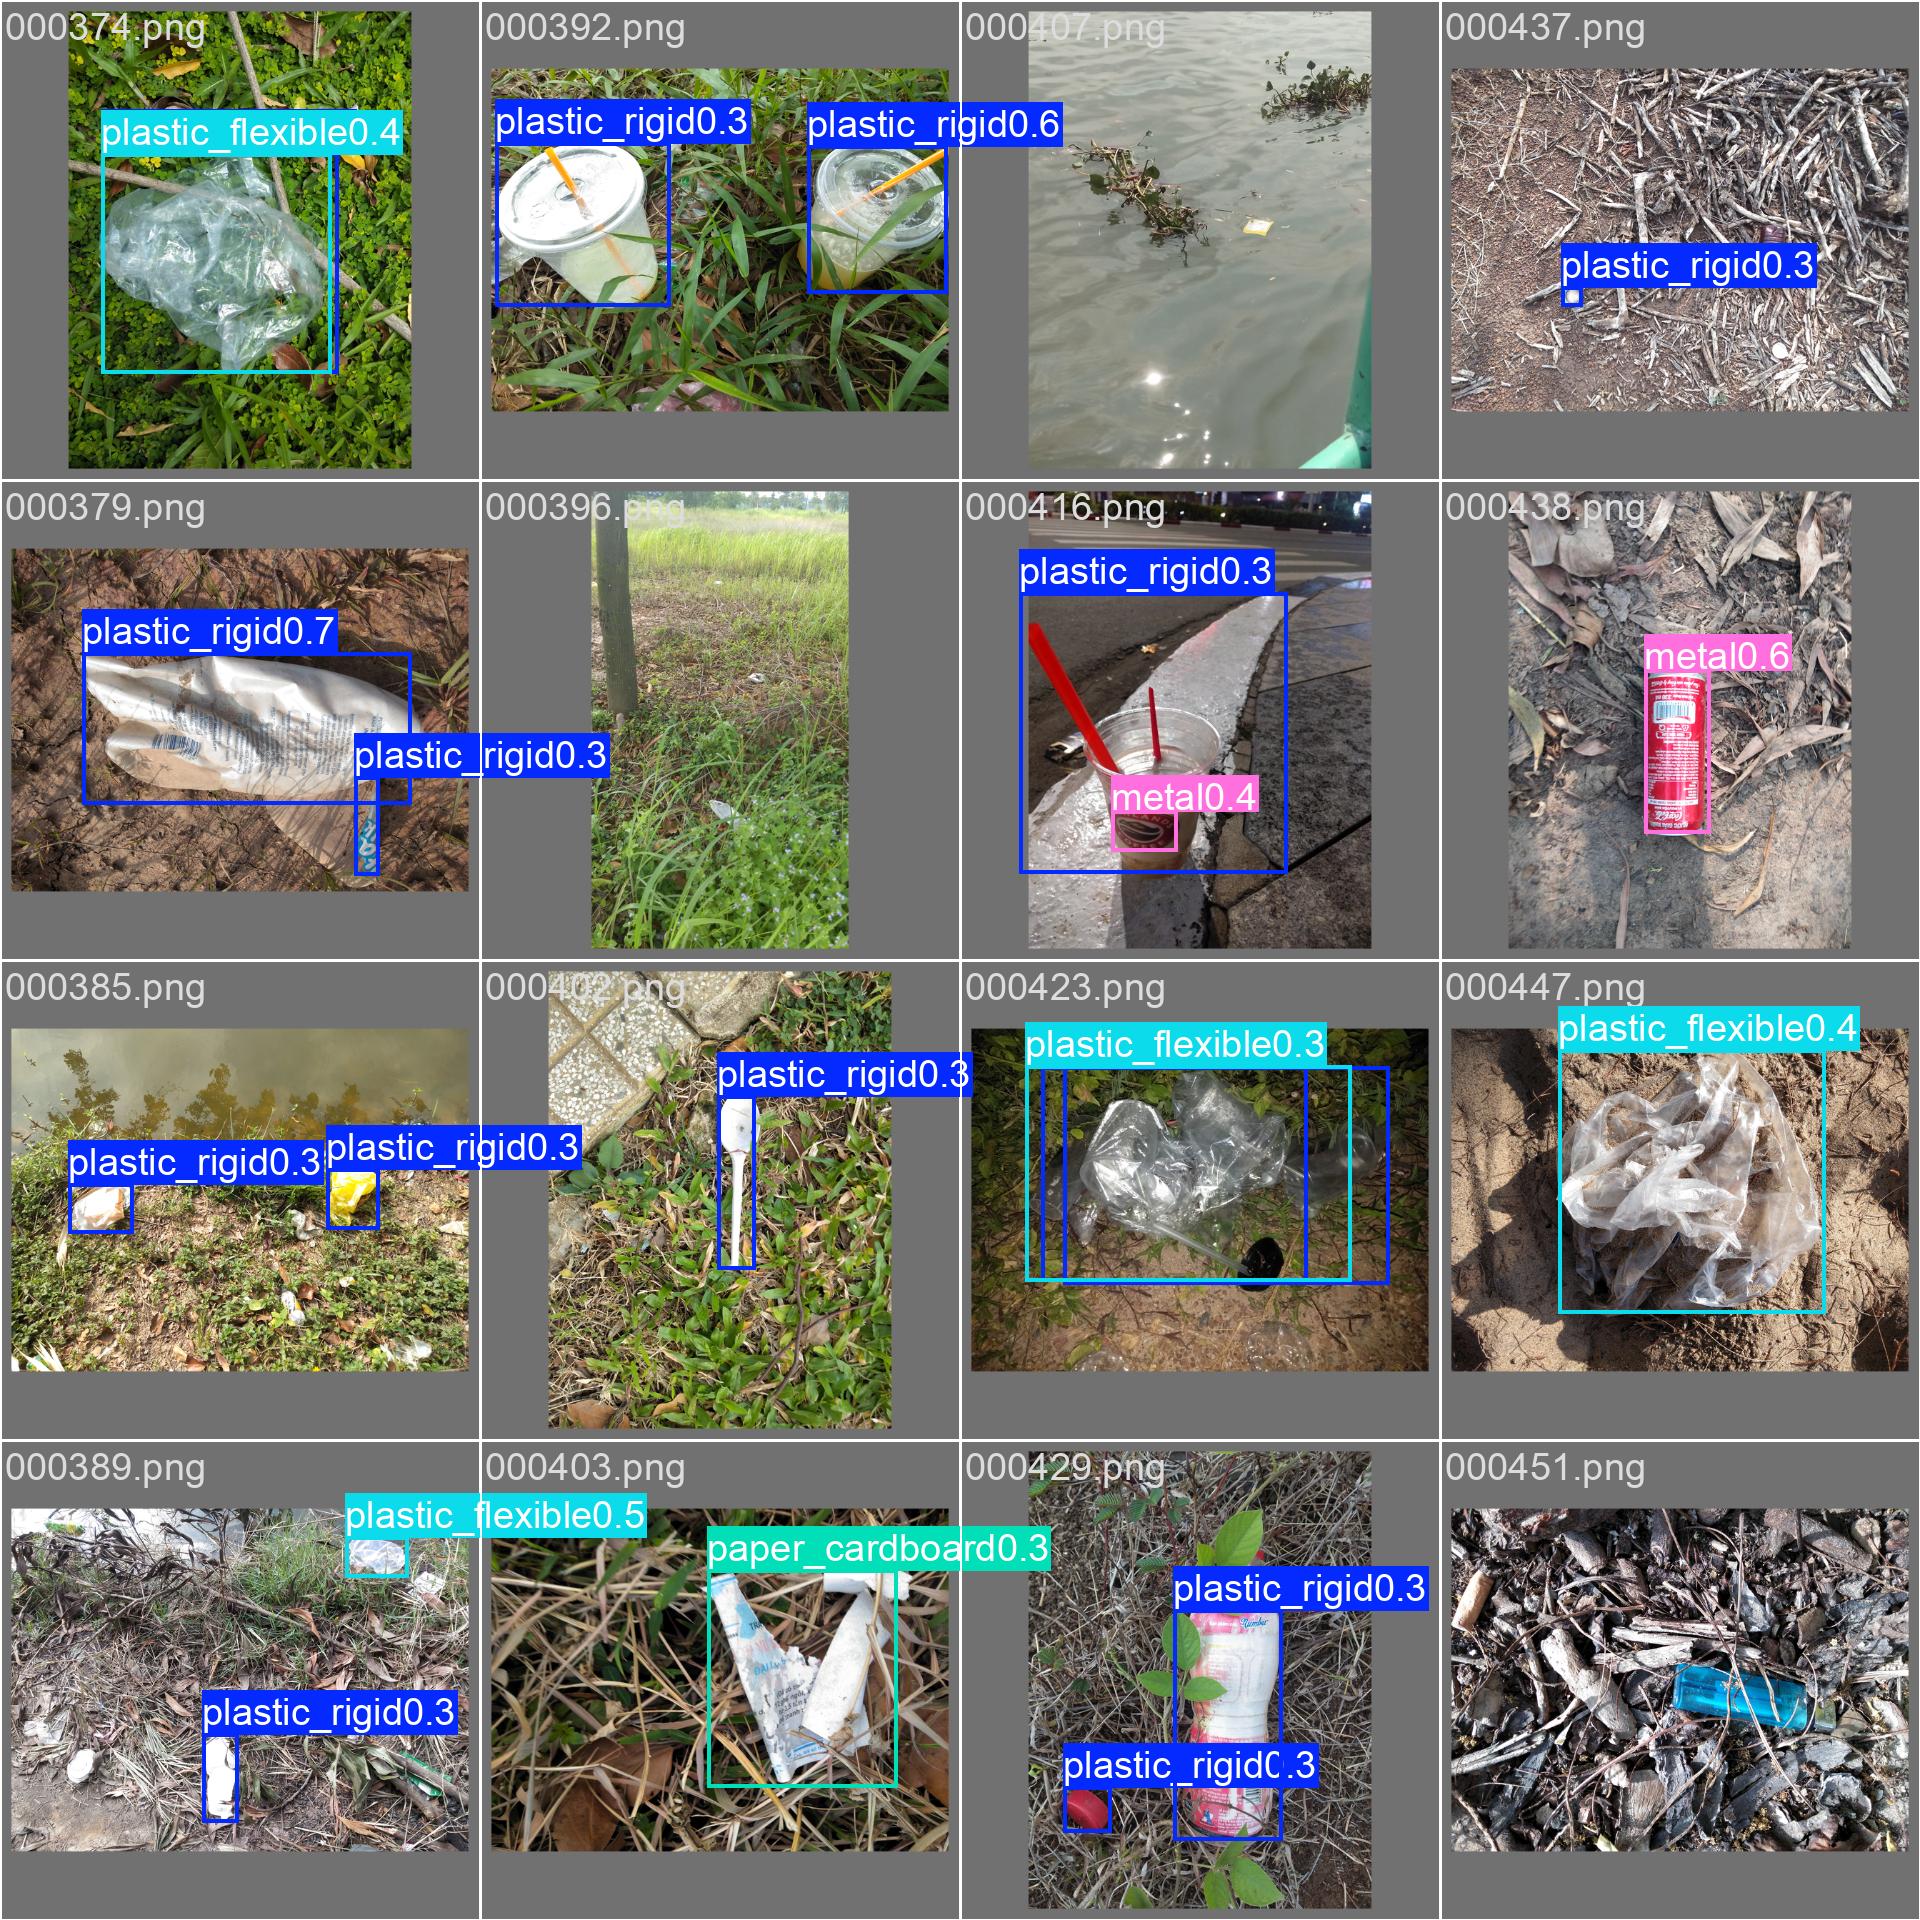 000374.png
plastic_flexible0.4
000392.png
plastic_rigid0.3
plastic_rigid0.6
000407.png
000437.png
plastic_rigid0.3
000379.png
plastic_rigid0.7
plastic_rigid0.3
000396.png
000416.png
plastic_rigid0.3
metal0.4
000438.png
metal0.6
Coca-Cola
000385.png
plastic_rigid0.3
plastic_rigid0.3
000402.png
plastic_rigid0.3
000423.png
plastic_flexible0.3
000447.png
plastic_flexible0.4
000389.png
plastic_flexible0.5
plastic_rigid0.3
000403.png
paper_cardboard0.3
000429.png
plastic_rigid0.3
Number
plastic_rigid0.3
000451.png